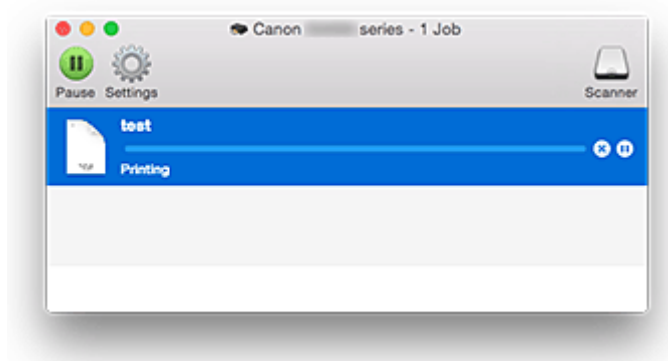 Canon series - 1 Job
Pause Settings
Scanner
test
Printing